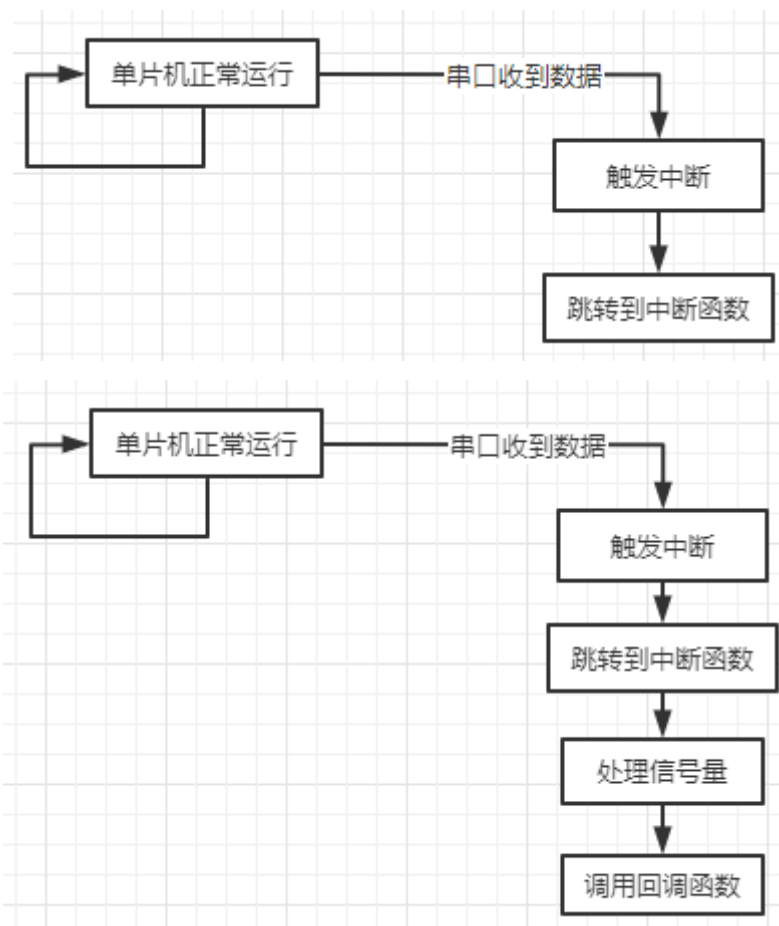 单片机正常运行
串口收到数据
触发中断
跳转到中断函数
单片机正常运行
串口收到数据
触发中断
跳转到中断函数
处理信号量
调用回调函数